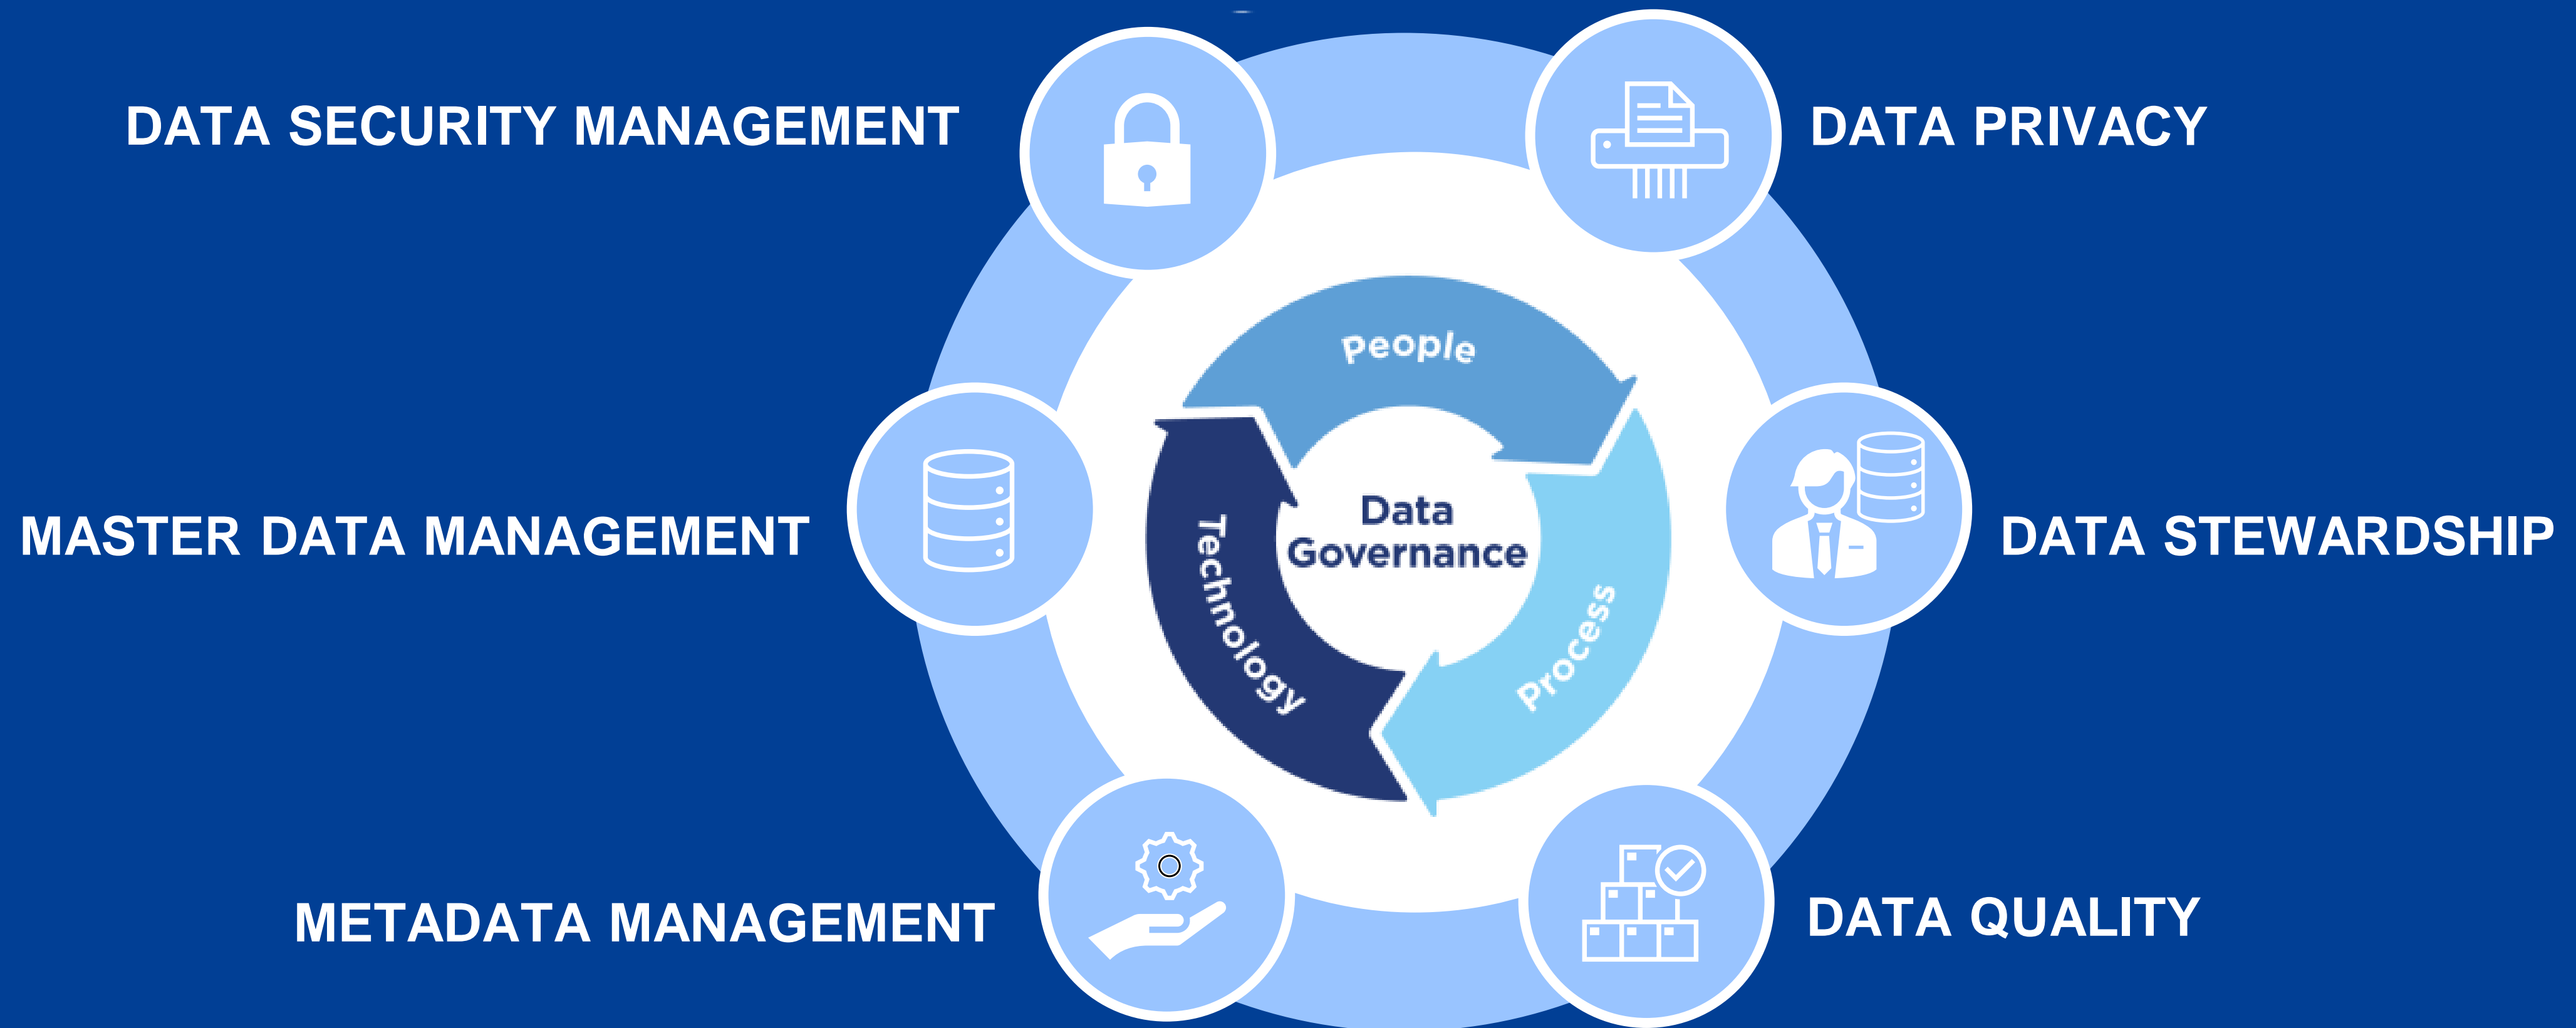 DATA SECURITY MANAGEMENT
DATA PRIVACY
People
MASTER DATA MANAGEMENT
Technology
Data
Governance
Process
DATA STEWARDSHIP
METADATA MANAGEMENT
DATA QUALITY